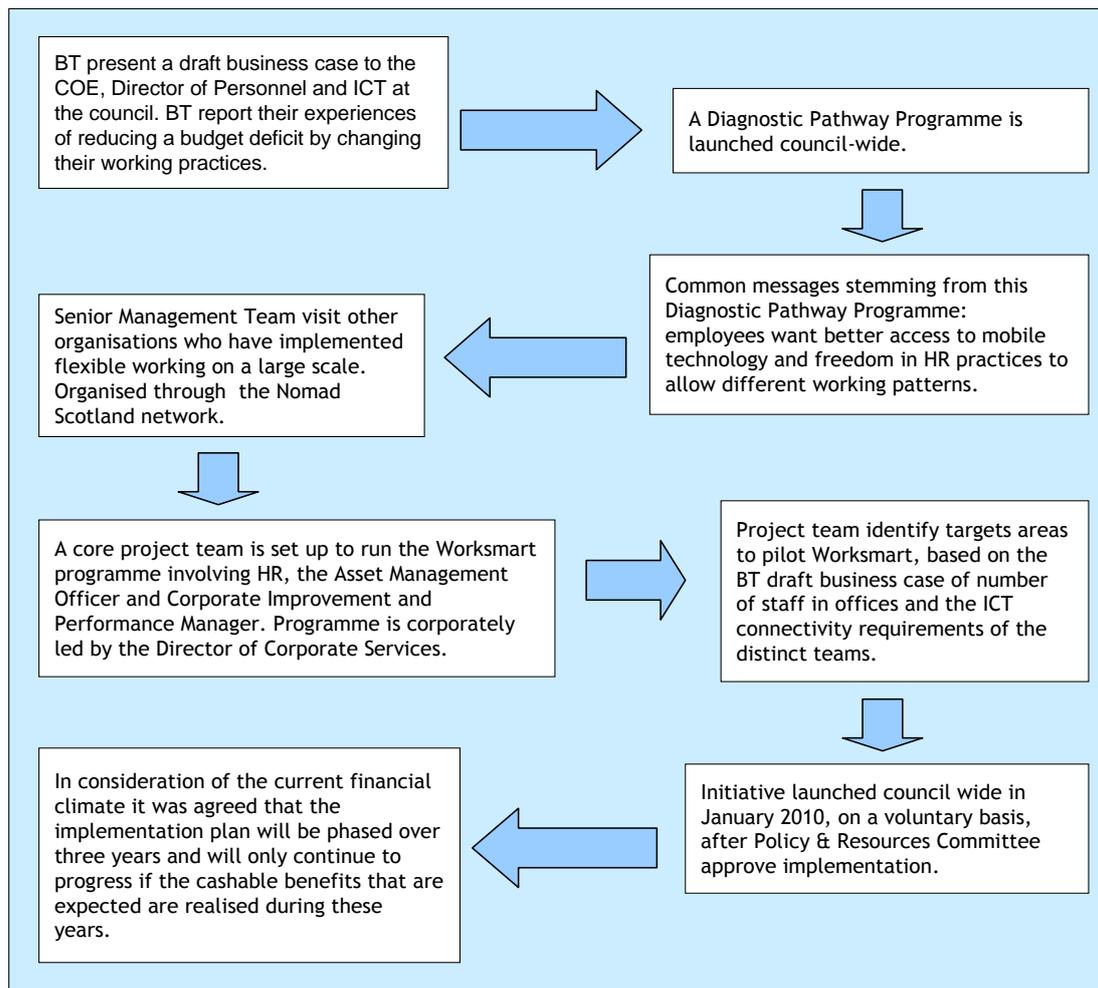 BT present a draft business case to the
COE, Director of Personnel and ICT at
the council. BT report their experiences
of reducing a budget deficit by changing
their working practices.
A Diagnostic Pathway Programme is
launched council-wide.
Common messages stemming from this
Diagnostic Pathway Programme:
employees want better access to mobile
technology and freedom in HR practices to
allow different working patterns.
Senior Management Team visit other
organisations who have implemented
flexible working on a large scale.
Organised through the Nomad
Scotland network.
A core project team is set up to run the Worksmart
programme involving HR, the Asset Management
Officer and Corporate Improvement and
Performance Manager. Programme is corporately
led by the Director of Corporate Services.
Project team identify targets areas
to pilot Worksmart, based on the
BT draft business case of number
of staff in offices and the ICT
connectivity requirements of the
distinct teams.
Initiative launched council wide in
January 2010, on a voluntary basis,
after Policy & Resources Committee
approve implementation.
In consideration of the current financial
climate it was agreed that the
implementation plan will be phased over
three years and will only continue to
progress if the cashable benefits that are
expected are realised during these
years.